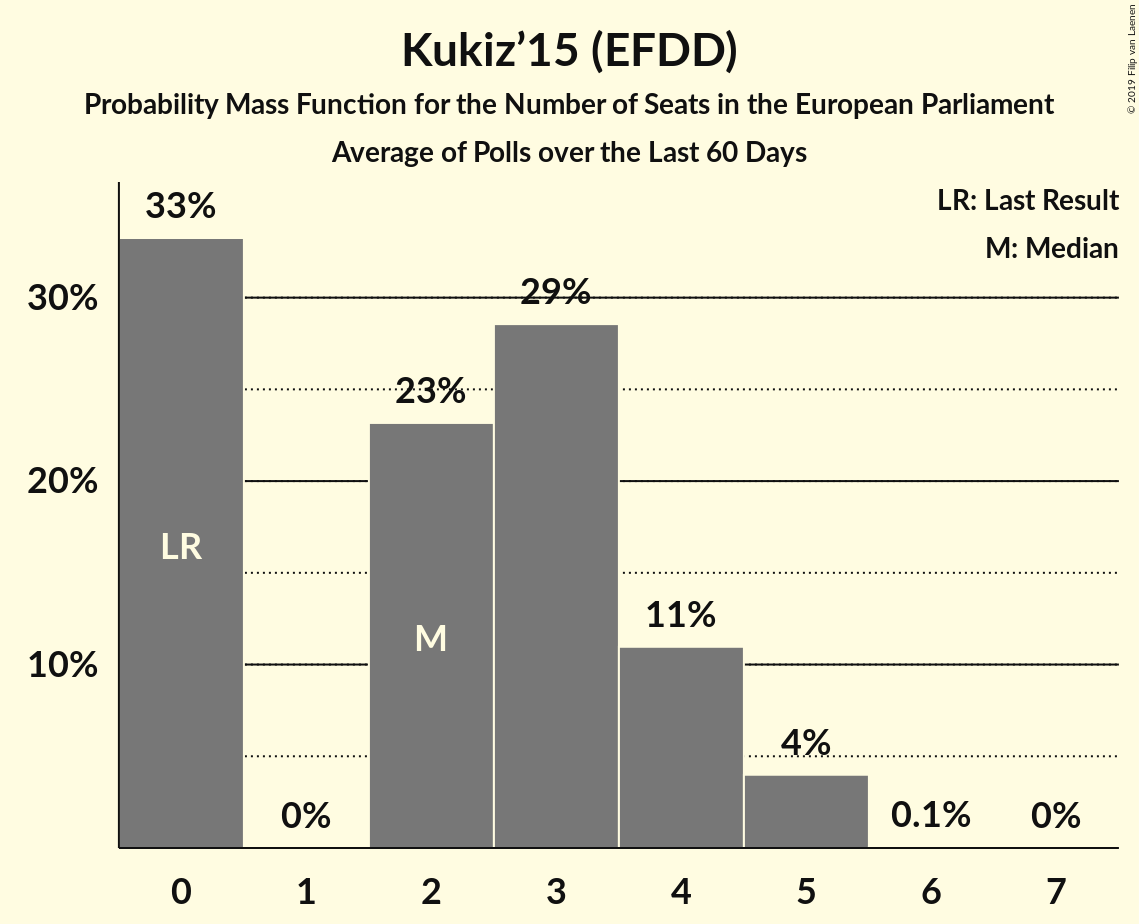 Kukiz’15 (EFDD)
Probability Mass Function for the Number of Seats in the European Parliament
Average of Polls over the Last 60 Days
© 2019 Filip van Laenen
LR: Last Result
M: Median
33%
0%
23%
29%
11%
4%
0.1%
0%
30%
20%
10%
LR
M
0 1 2 3 4 5 6 7